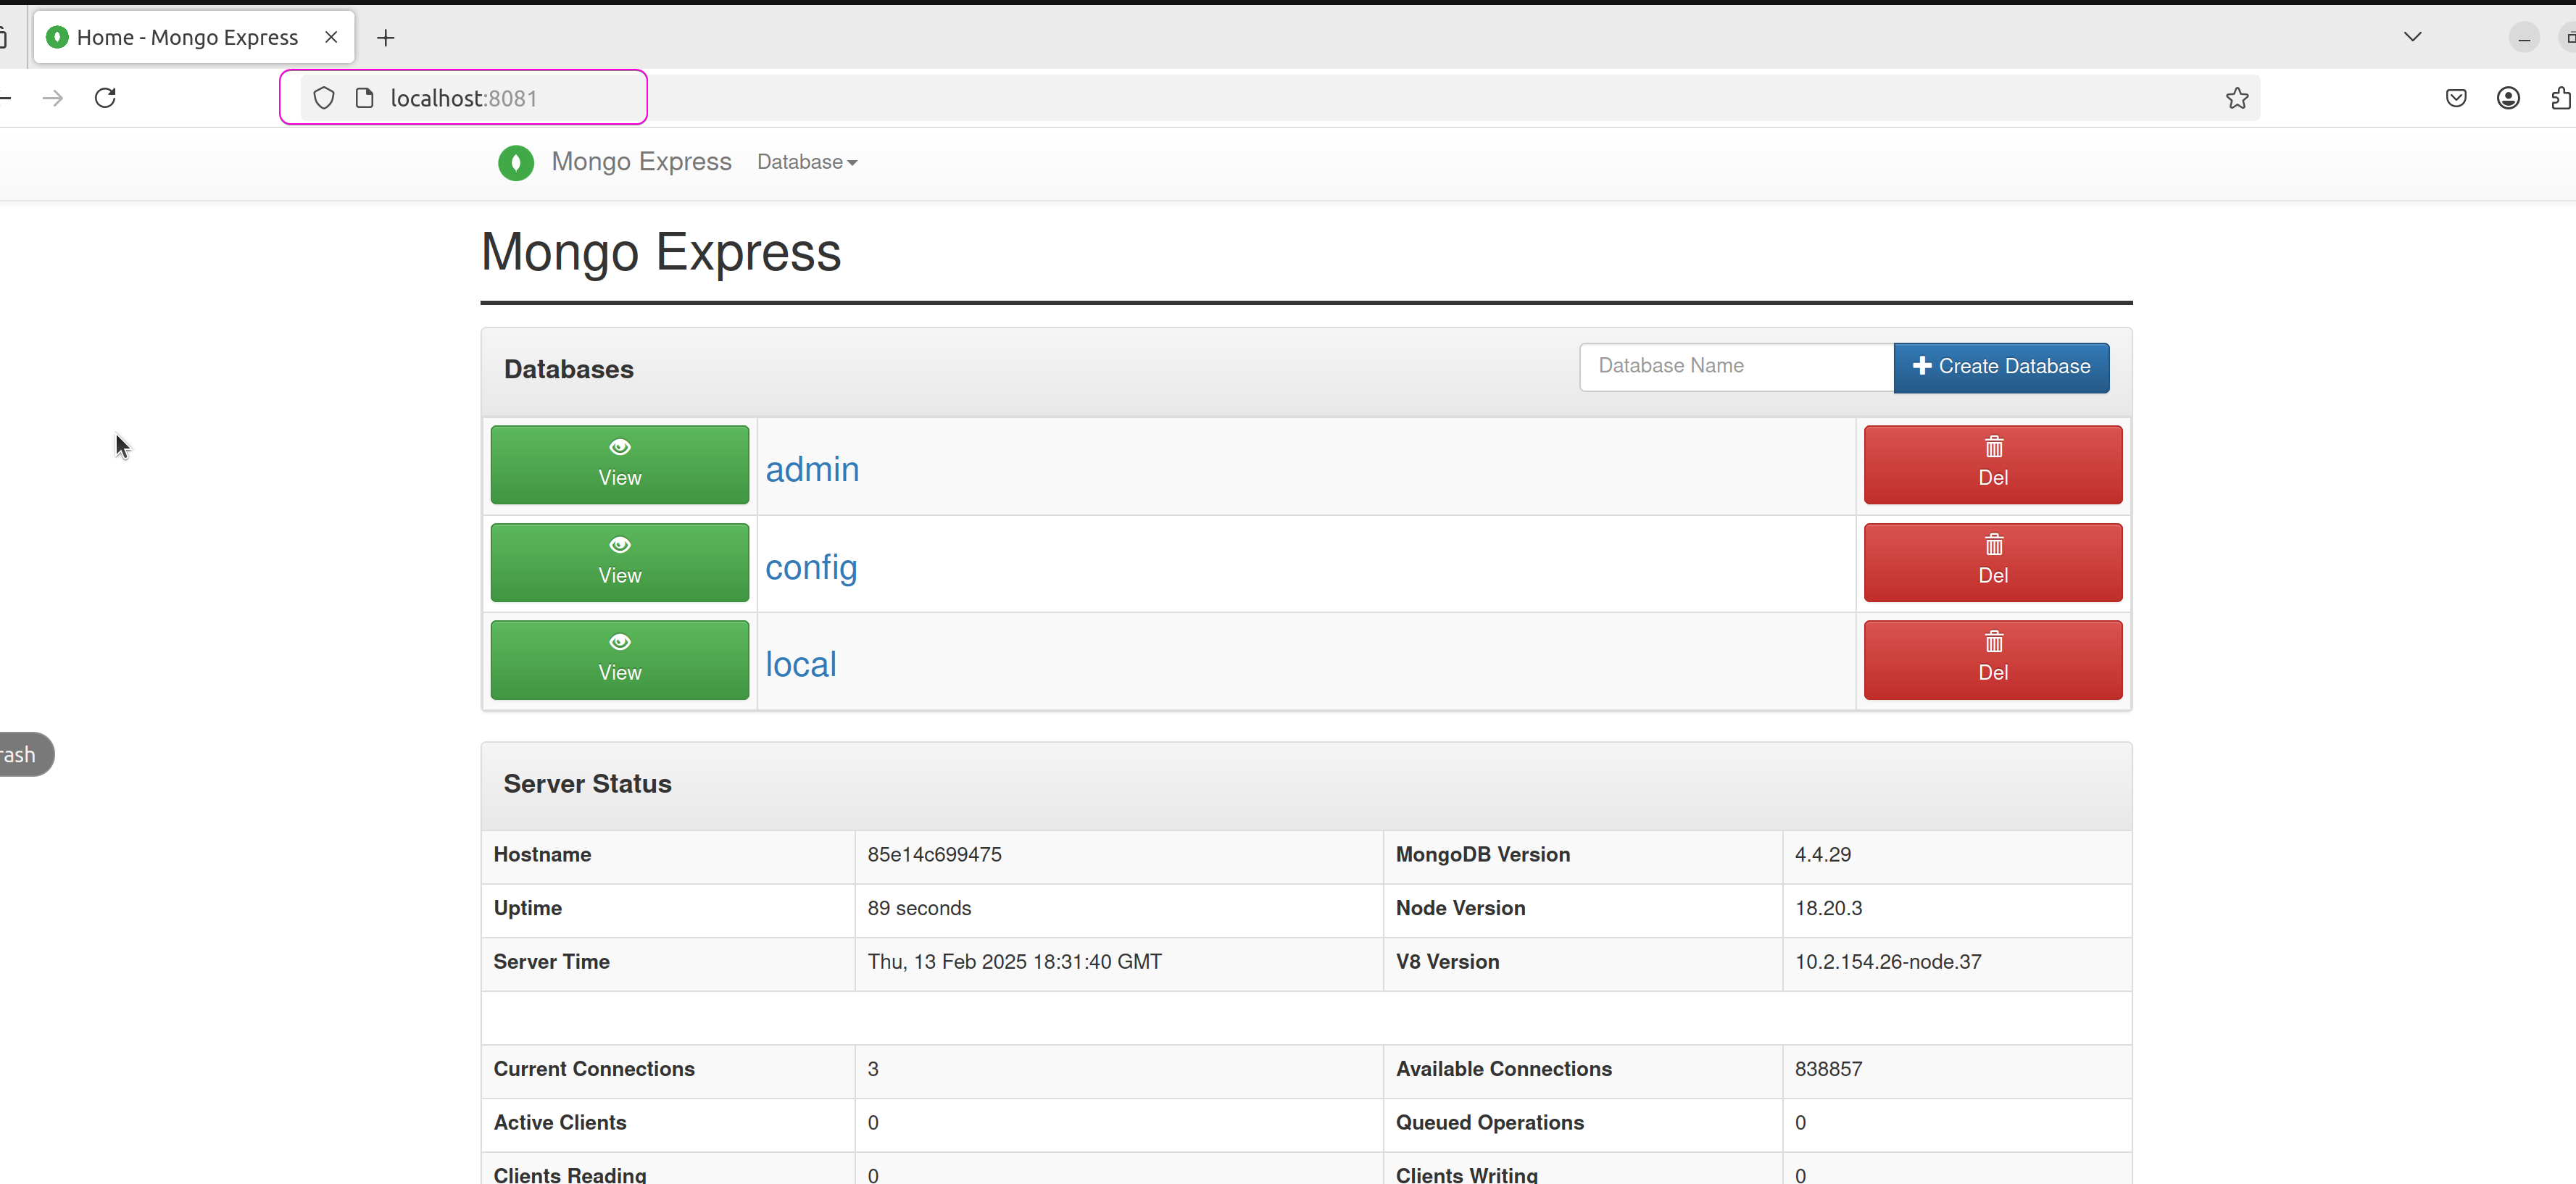 Home - Mongo Express
localhost:8081
Mongo Express Database
Mongo Express
Databases Database Name Create Database
View admin Del
View config Del
View local Del
rash
Server Status
Hostname 85e14c699475 MongoDB Version 4.4.29
Uptime 89 seconds Node Version 18.20.3
Server Time Thu, 13 Feb 2025 18:31:40 GMT V8 Version 10.2.154.26-node.37
Current Connections 3 Available Connections 838857
Active Clients 0 Queued Operations 0
Clients Reading 0 Clients Writing 0